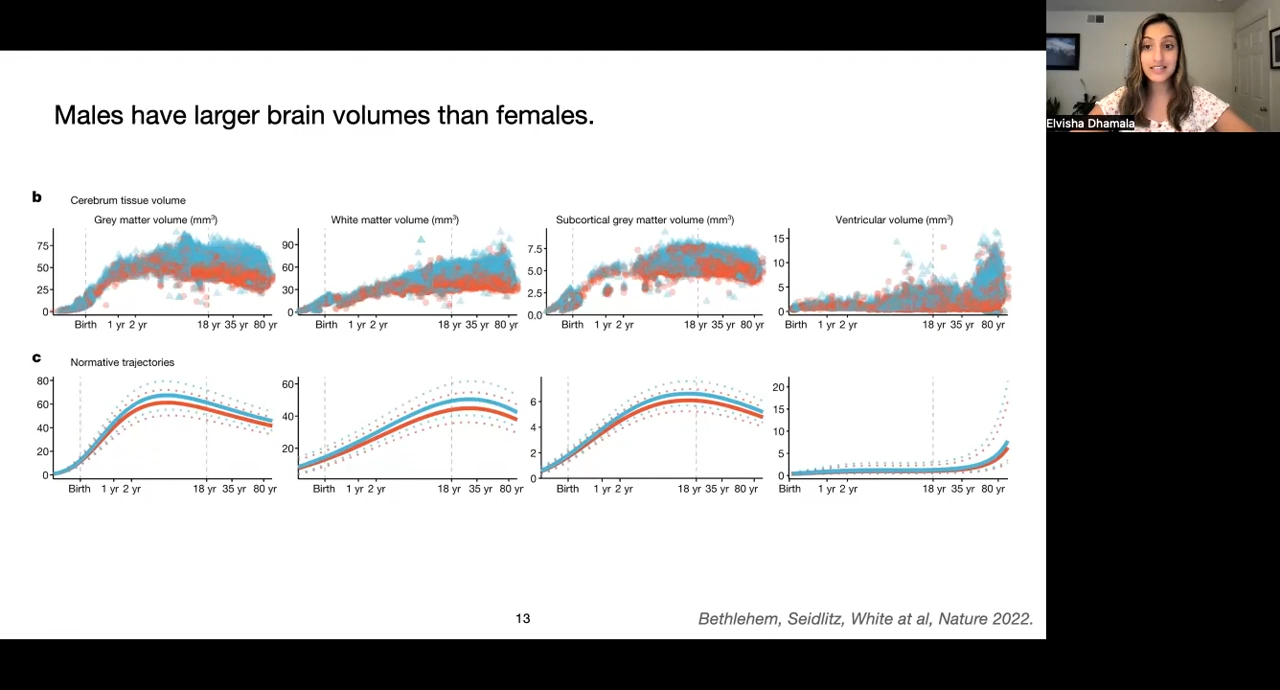 Males have larger brain volumes than females.
b
Cerebrum tissue volume
Grey matter volume (mm³)
White matter volume (mm³)
Subcortical grey matter volume (mm³)
Ventricular volume (mm³)
75
50
25
0
Birth 1 yr 2 yr 18 yr 35 yr 80 yr
90
60
30
0
Birth 1 yr 2 yr 18 yr 35 yr 80 yr
7.5
5.0
2.5
0.0
Birth 1 yr 2 yr 18 yr 35 yr 80 yr
15
10
5
0
Birth 1 yr 2 yr 18 yr 35 yr 80 yr
c
Normative trajectories
80
60
40
20
0
Birth 1 yr 2 yr 18 yr 35 yr 80 yr
60
40
20
Birth 1 yr 2 yr 18 yr 35 yr 80 yr
6
4
2
0
Birth 1 yr 2 yr 18 yr 35 yr 80 yr
20
15
10
5
0
Birth 1 yr 2 yr 18 yr 35 yr 80 yr
13
Bethlehem, Seidlitz, White at al, Nature 2022.
Elvisha Dhamala